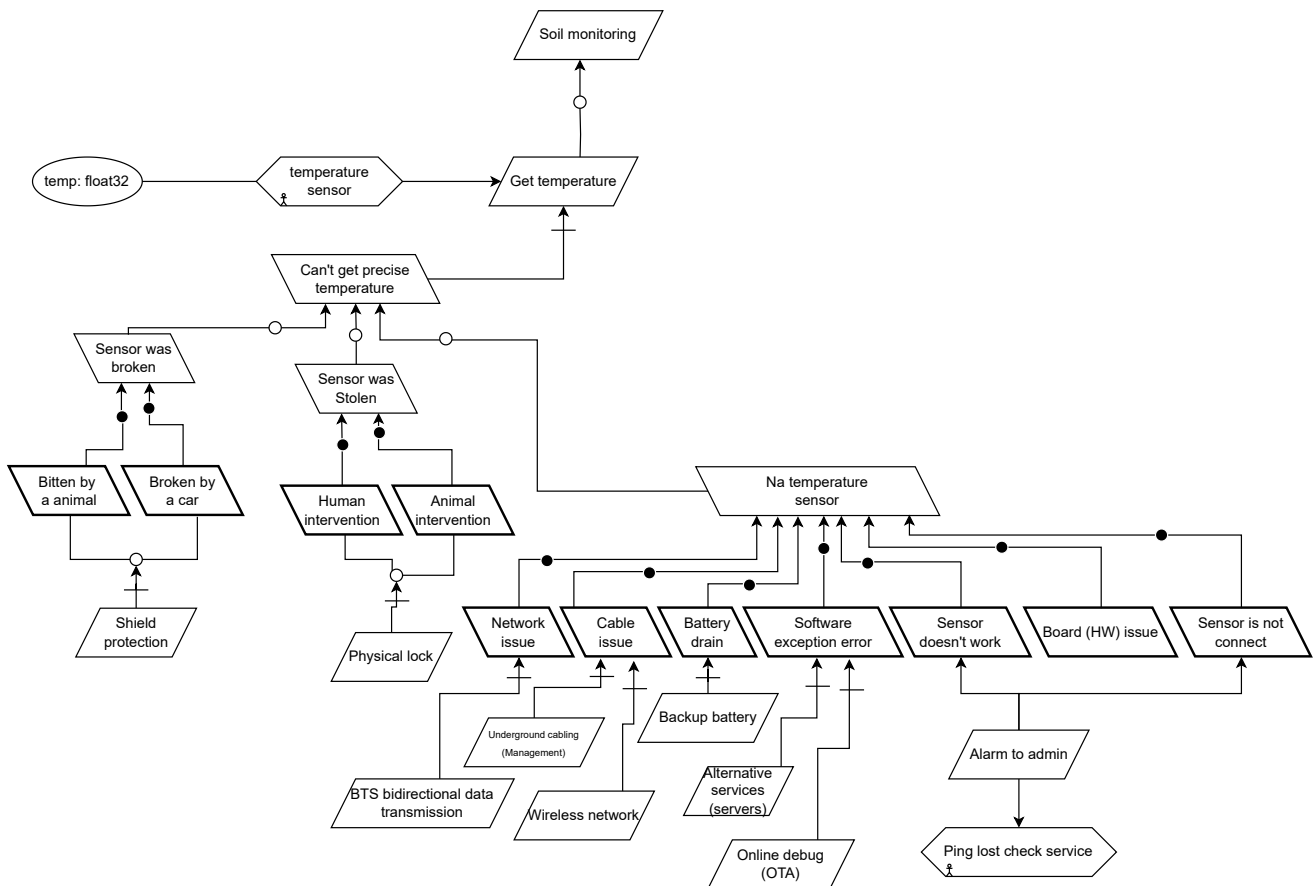 Soil monitoring
temp: float32
temperature
sensor
Get temperature
Can't get precise
temperature
Sensor was
broken
Sensor was
Stolen
Bitten by
a animal
Broken by
a car
Human
intervention
Animal
intervention
Na temperature
sensor
Shield
protection
Physical lock
Network
issue
Cable
issue
Battery
drain
Software
exception error
Sensor
doesn't work
Board (HW) issue
Sensor is not
connect
Underground cabling
(Management)
Backup battery
Alarm to admin
BTS bidirectional data
transmission
Wireless network
Alternative
services
(servers)
Online debug
(OTA)
Ping lost check service